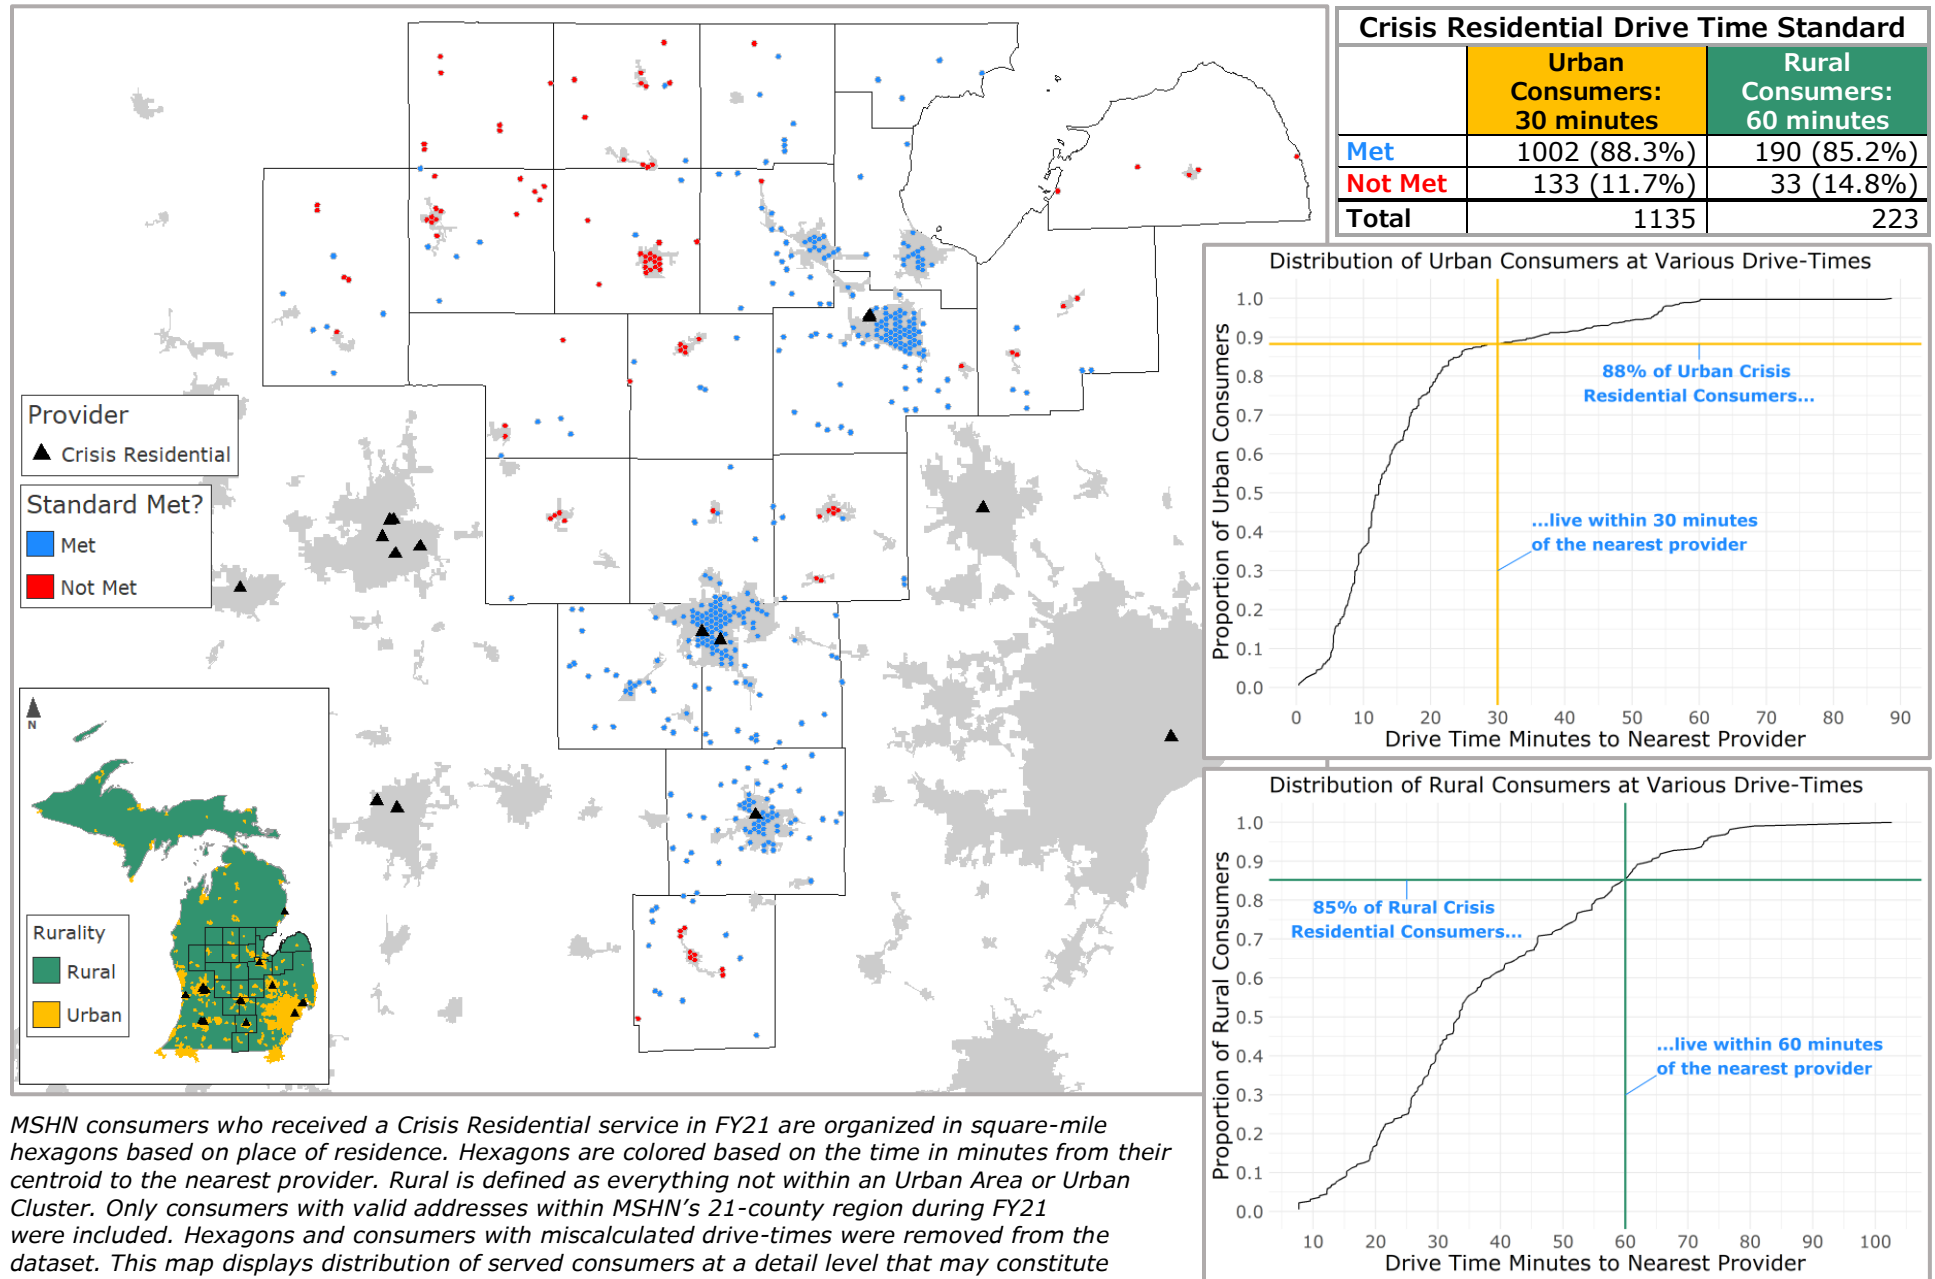 Crisis Residential Drive Time Standard
Urban Consumers: 30 minutes
Rural Consumers: 60 minutes
Met 1002 (88.3%) 190 (85.2%)
Not Met 133 (11.7%) 33 (14.8%)
Total 1135 223
Provider
Crisis Residential
Standard Met?
Met
Not Met
N
Rurality
Rural
Urban
Distribution of Urban Consumers at Various Drive-Times
Proportion of Urban Consumers
1.0
0.9
0.8
0.7
0.6
0.5
0.4
0.3
0.2
0.1
0.0
88% of Urban Crisis
Residential Consumers...
...live within 30 minutes
of the nearest provider
0 10 20 30 40 50 60 70 80 90
Drive Time Minutes to Nearest Provider
Distribution of Rural Consumers at Various Drive-Times
Proportion of Rural Consumers
1.0
0.9
0.8
0.7
0.6
0.5
0.4
0.3
0.2
0.1
0.0
85% of Rural Crisis
Residential Consumers...
...live within 60 minutes
of the nearest provider
10 20 30 40 50 60 70 80 90 100
Drive Time Minutes to Nearest Provider
MSHN consumers who received a Crisis Residential service in FY21 are organized in square-mile
hexagons based on place of residence. Hexagons are colored based on the time in minutes from their
centroid to the nearest provider. Rural is defined as everything not within an Urban Area or Urban
Cluster. Only consumers with valid addresses within MSHN's 21-county region during FY21
were included. Hexagons and consumers with miscalculated drive-times were removed from the
dataset. This map displays distribution of served consumers at a detail level that may constitute